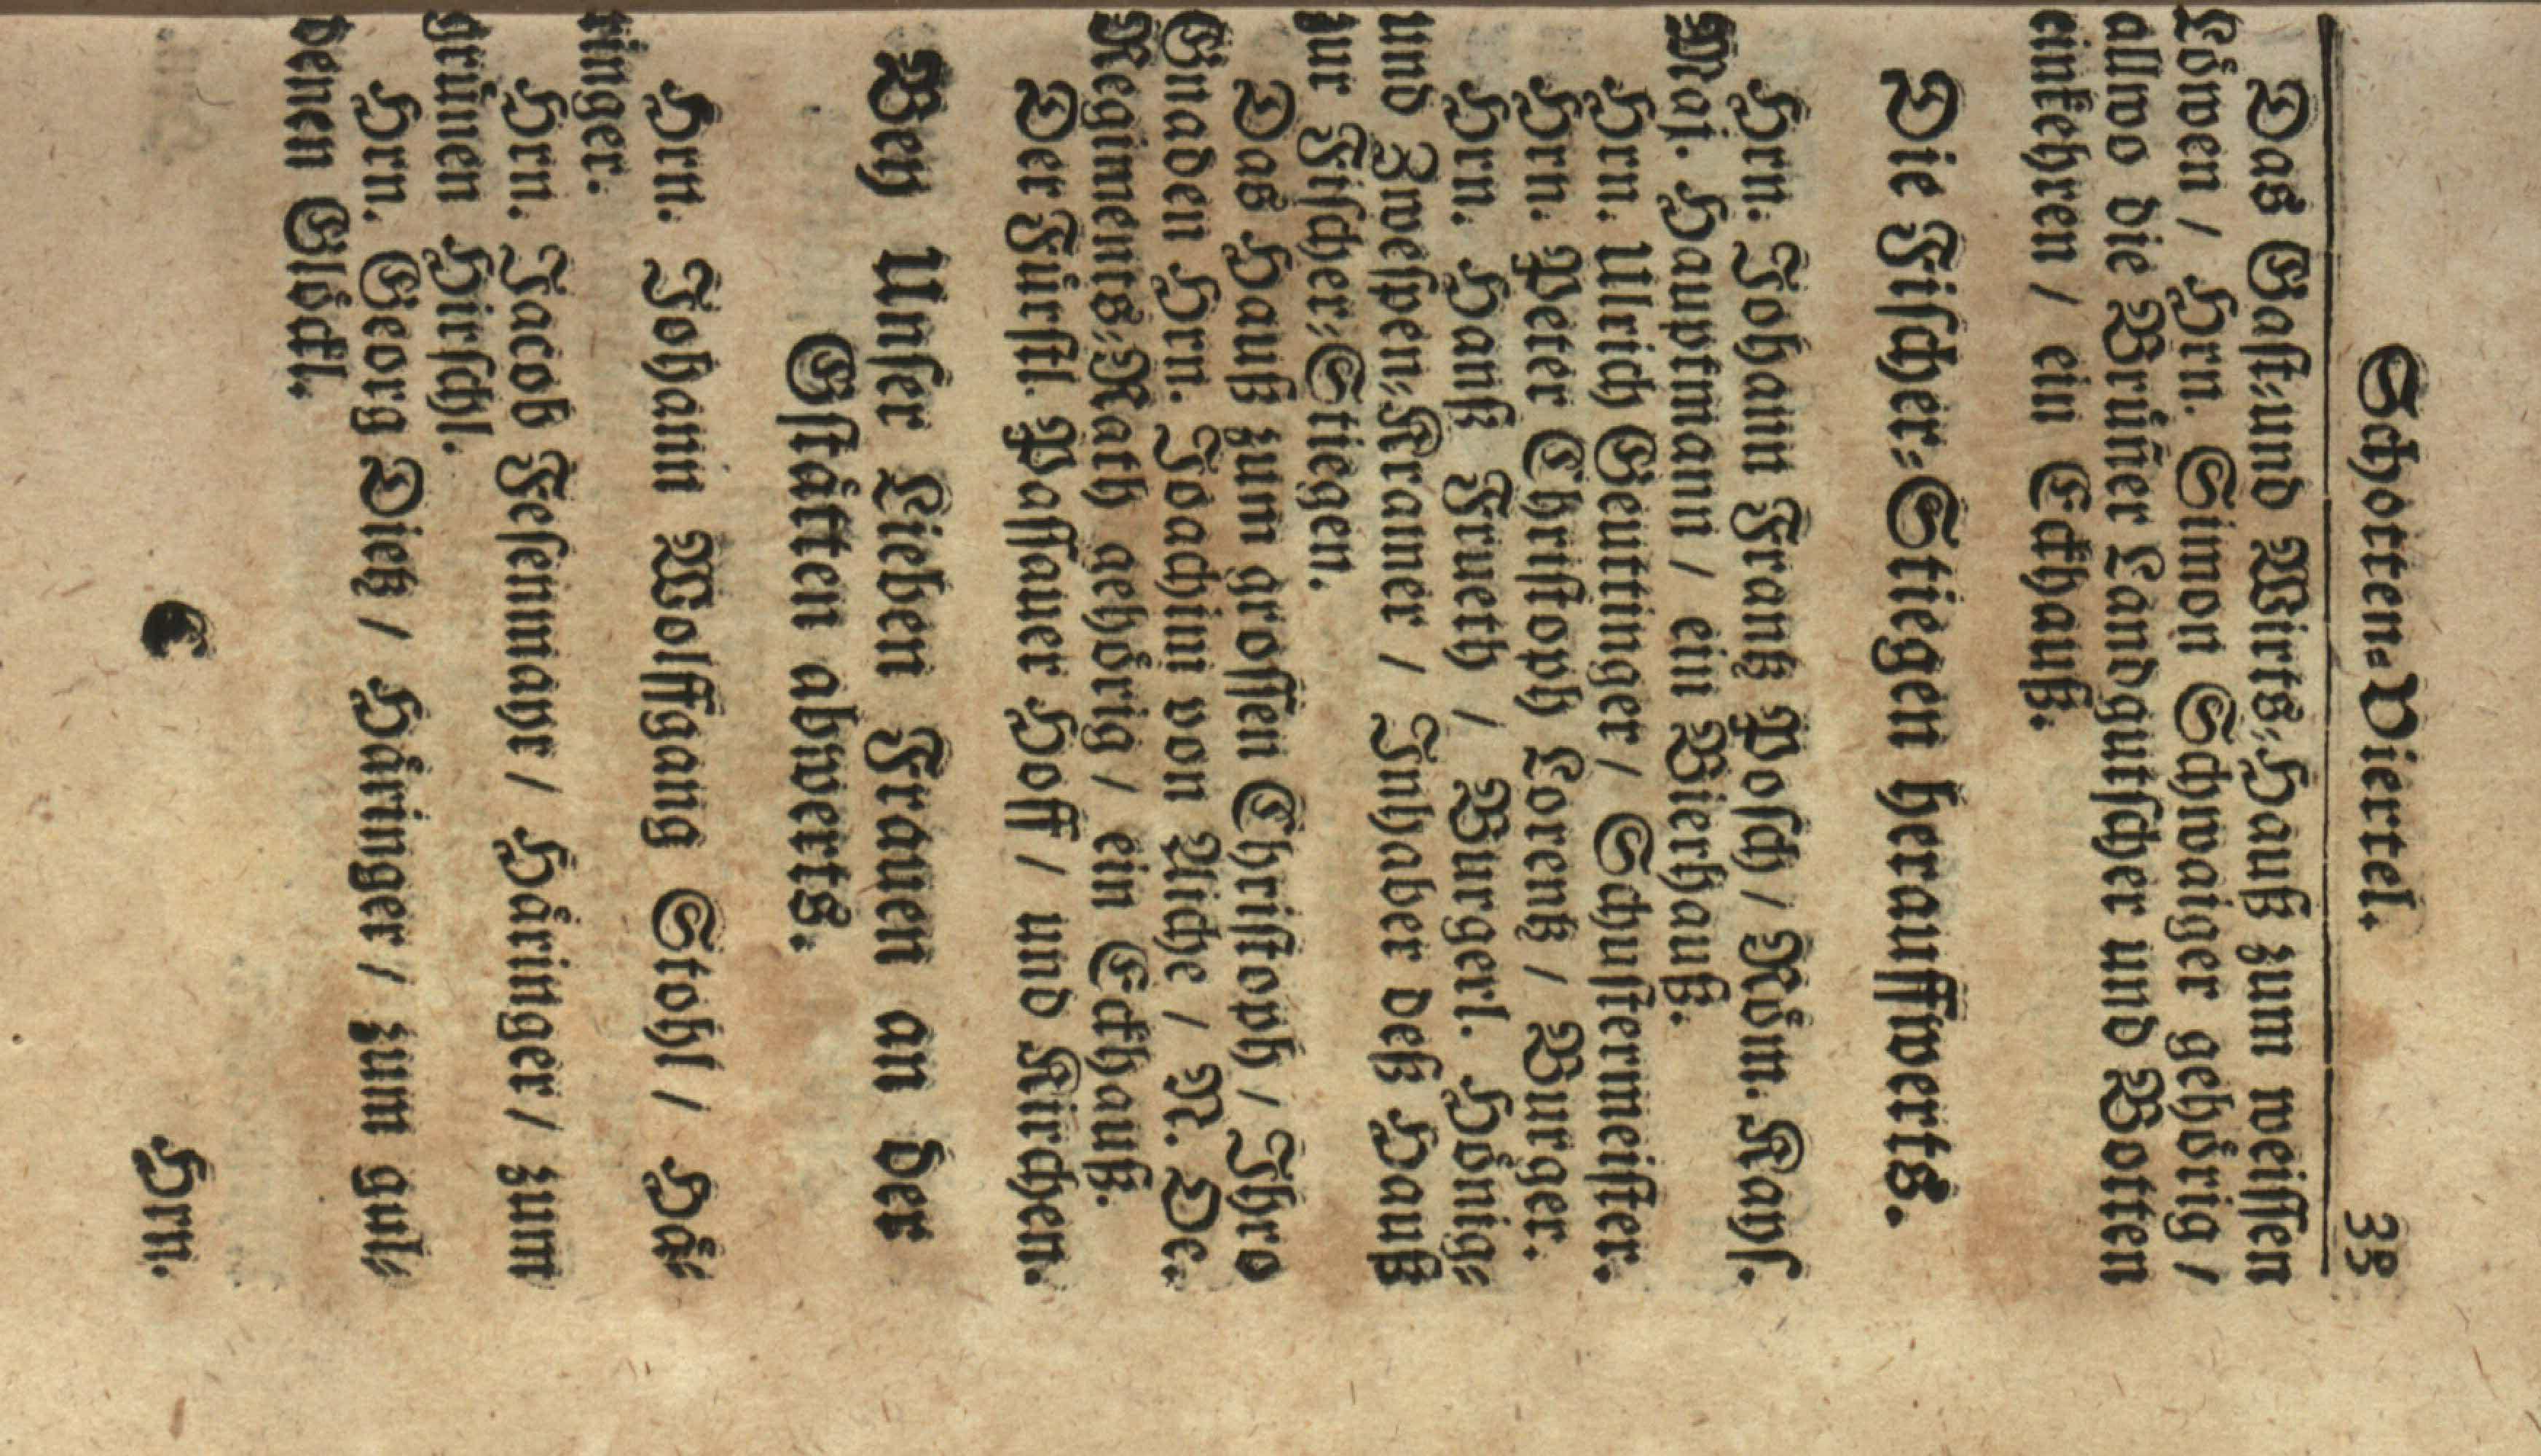 Schotten-Viertel. 33
Das Gast-und Wirts-Hauß zum weissen
Löwen / Hrn. Simon Schwaiger gehörig /
allwo die Brüñer Landgutscher und Botten
einkehren / ein Eckhauß.
Die Fischer-Stiegen herauffwerts.
Hrn. Johann Frantz Posch / Röm. Kays.
Maj. Hauptmann / ein Bierhauß.
Hrn. Ulrich Geuttinger / Schustermeister.
Hrn. Peter Christoph Lorentz / Burger.
Hrn. Hanß Frueth / Burgerl. Hönig-
und Zwespen-Kramer / Inhaber deß Hauß
zur Fischer-Stiegen.
Das Hauß zum grossen Christoph / Ihro
Gnaden Hrn. Joachim von Aiche / N. Oe.
Regiments-Rath gehörig / ein Eckhauß.
Der Fürstl. Passauer Hoff / und Kirchen.
Bey Unser Lieben Frauen an der
Gstätten abwerts.
Hrn. Johann Wolffgang Stohl / Hä-
ringer.
Hrn. Jacob Fesenmayr / Häringer / zum
grünen Hirschl.
Hrn. Georg Dietz / Häringer / zum gul-
denen Glöckl.
C Hrn.